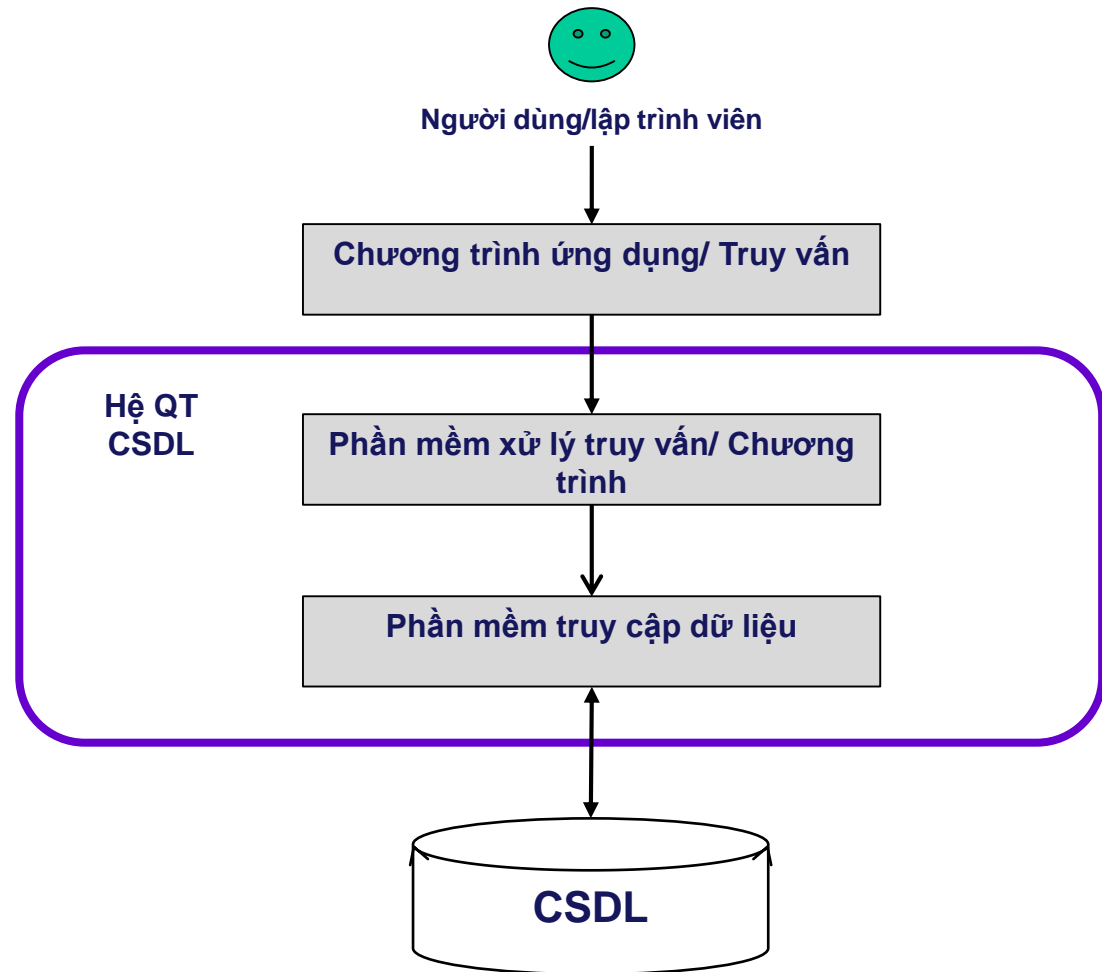 Người dùng/lập trình viên
Chương trình ứng dụng/ Truy vấn
Hệ QT
CSDL
Phần mềm xử lý truy vấn/ Chương
trình
Phần mềm truy cập dữ liệu
CSDL